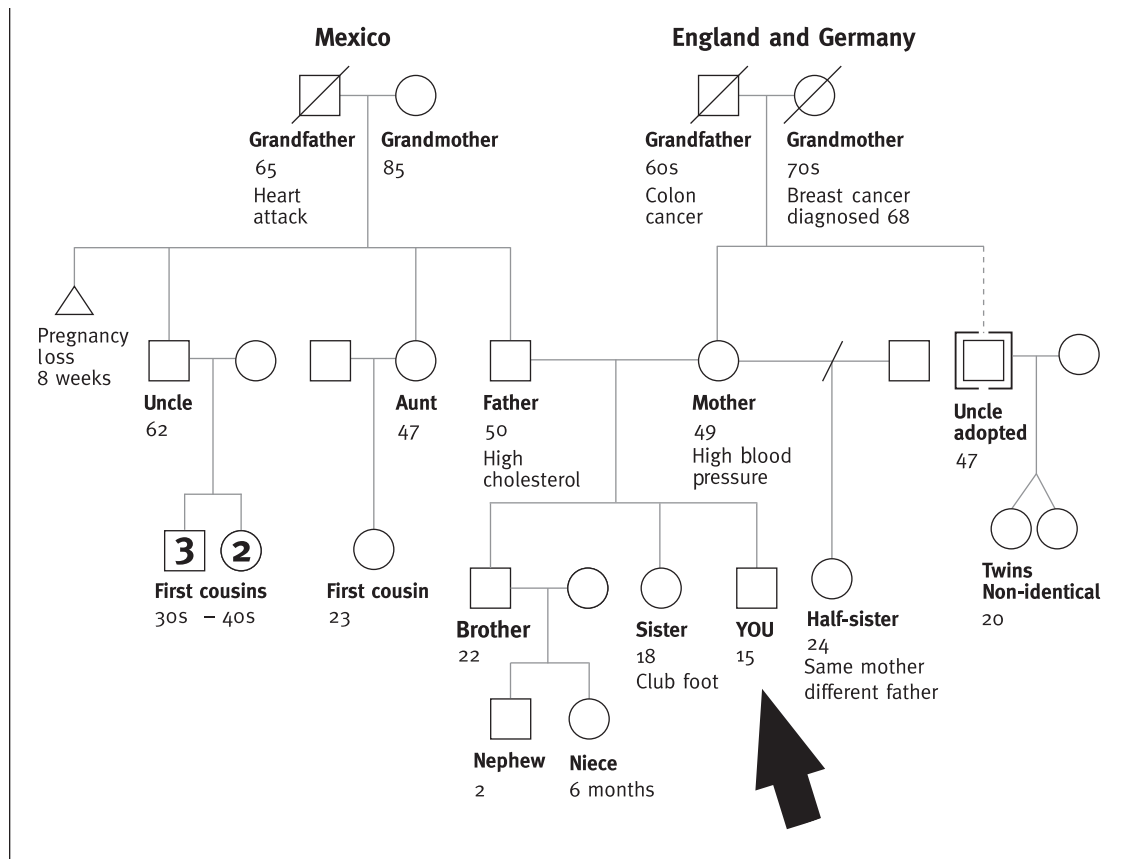 Mexico
England and Germany
Grandfather
65
Heart
attack
Grandmother
85
Grandfather
60s
Colon
cancer
Grandmother
70s
Breast cancer
diagnosed 68
Pregnancy
loss
8 weeks
Uncle
62
Aunt
47
Father
50
High
cholesterol
Mother
49
High blood
pressure
Uncle
adopted
47
3
2
First cousins
30s – 40s
First cousin
23
Brother
22
Sister
18
Club foot
YOU
15
Half-sister
24
Same mother
different father
Twins
Non-identical
20
Nephew
2
Niece
6 months